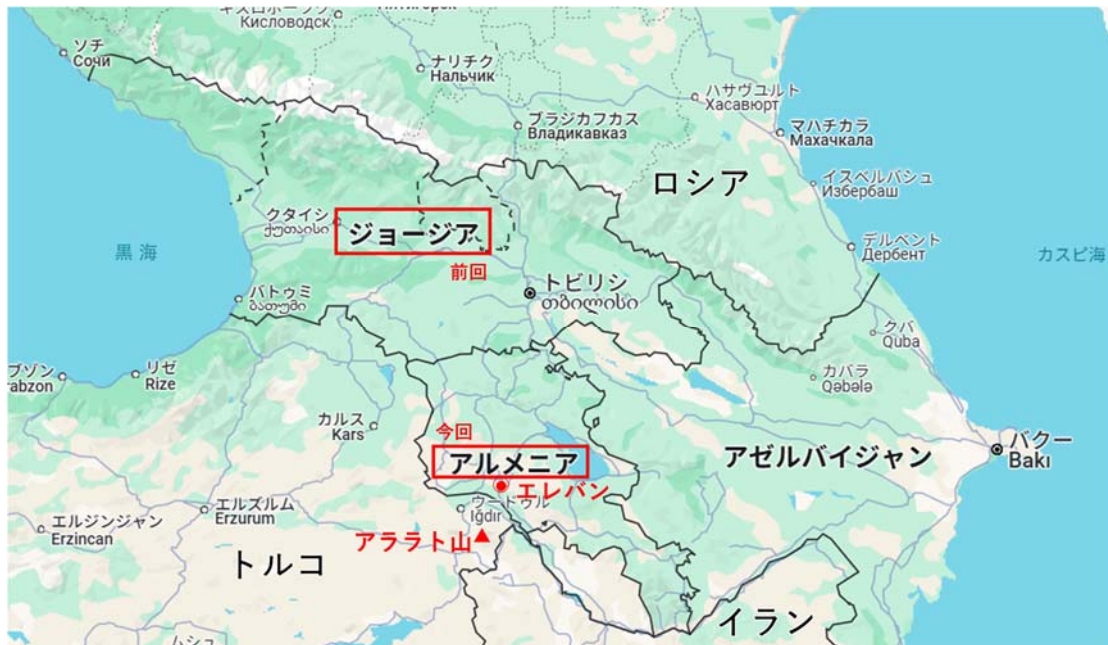 Кисловодск
ソチ
Сочи
ナリチク
Нальчик
ハサヴユルト
Хасавюрт
ブラジカフカス
Владикавказ
マハチカラ
Махачкала
ロシア
イズベルバシュ
Избербаш
クタイシ
ქუთაისი
ジョージア
デルベント
Дербент
黒海
カスピ海
前回
トビリシ
თბილისი
バトゥミ
ბათუმი
クバ
Quba
ブゾン
rabzon
リゼ
Rize
カバラ
Qəbələ
カルス
Kars
今回
アルメニア
アゼルバイジャン
バクー
Bakı
エレバン
エルズルム
Erzurum
Iğdır
エルジンジャン
Erzincan
アララト山
トルコ
イラン